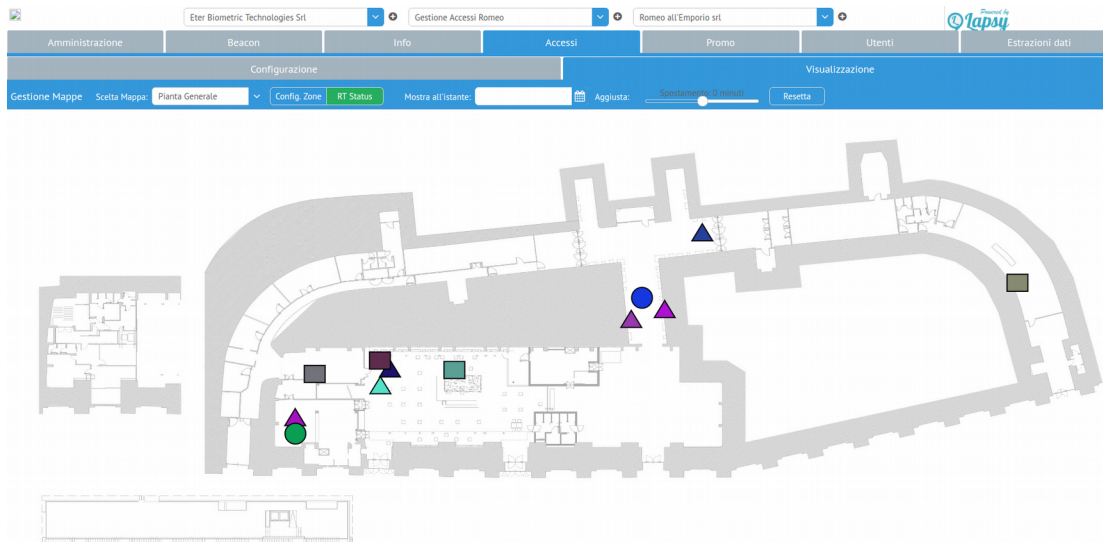 Eter Biometric Technologies Srl Gestione Accessi Romeo Romeo all'Emporio srl
Powered by
Lapsy
Amministrazione Beacon Info Accessi Promo Utenti Estrazioni dati
Configurazione Visualizzazione
Gestione Mappe Scelta Mappa: Pianta Generale Config. Zone RT Status Mostra all'istante: Aggiusta: Spostamento: 0 minuti Resetta